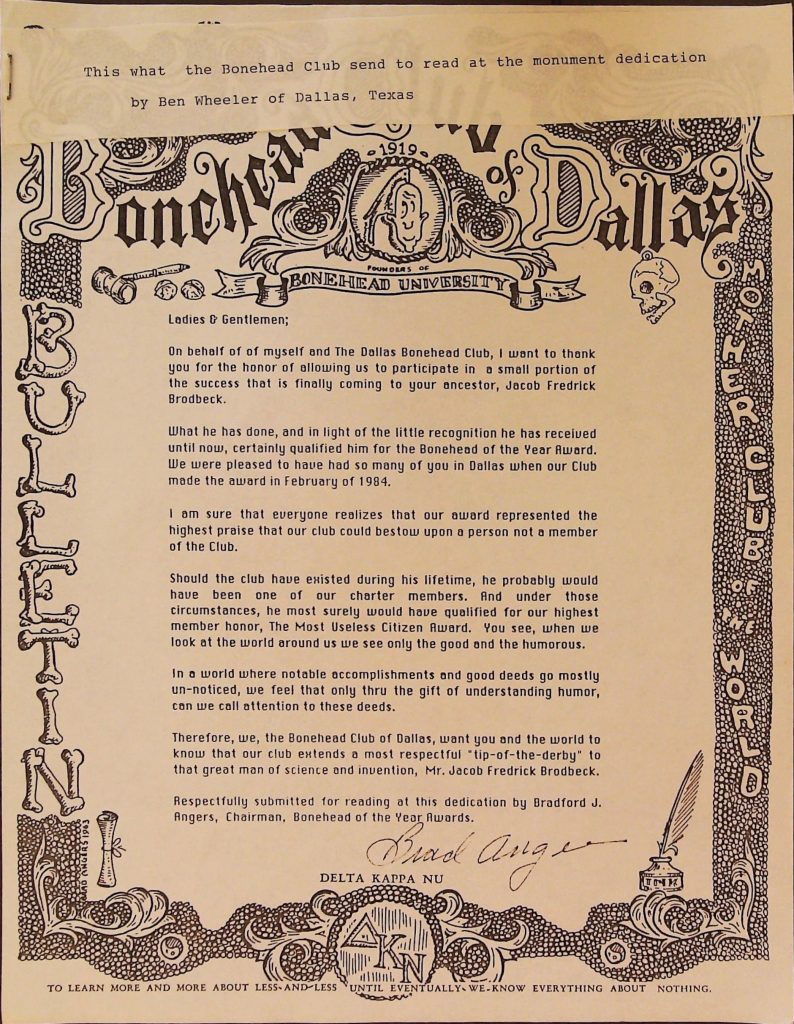 This what the Bonehead Club send to read at the monument dedication
by Ben Wheeler of Dallas, Texas
Bonehead
of Dallas
-1919-
FOUNDERS OF
BONEHEAD UNIVERSITY
BULLETIN
MOTHER CLUB of the WORLD
Ladies & Gentlemen;
On behalf of of myself and The Dallas Bonehead Club, I want to thank
you for the honor of allowing us to participate in a small portion of
the success that is finally coming to your ancestor, Jacob Fredrick
Brodbeck.
What he has done, and in light of the little recognition he has received
until now, certainly qualified him for the Bonehead of the Year Award.
We were pleased to have had so many of you in Dallas when our Club
made the award in February of 1984.
I am sure that everyone realizes that our award represented the
highest praise that our club could bestow upon a person not a member
of the Club.
Should the club have existed during his lifetime, he probably would
have been one of our charter members. And under those
circumstances, he most surely would have qualified for our highest
member honor, The Most Useless Citizen Award. You see, when we
look at the world around us we see only the good and the humorous.
In a world where notable accomplishments and good deeds go mostly
un-noticed, we feel that only thru the gift of understanding humor,
can we call attention to these deeds.
Therefore, we, the Bonehead Club of Dallas, want you and the world to
know that our club extends a most respectful "tip-of-the-derby" to
that great man of science and invention, Mr. Jacob Fredrick Brodbeck.
Respectfully submitted for reading at this dedication by Bradford J.
Angers, Chairman, Bonehead of the Year Awards.
Brad Angers
DELTA KAPPA NU
ANGERS 1963
INK
ΔKN
TO LEARN MORE AND MORE ABOUT LESS-AND-LESS UNTIL EVENTUALLY-WE-KNOW EVERYTHING ABOUT NOTHING.